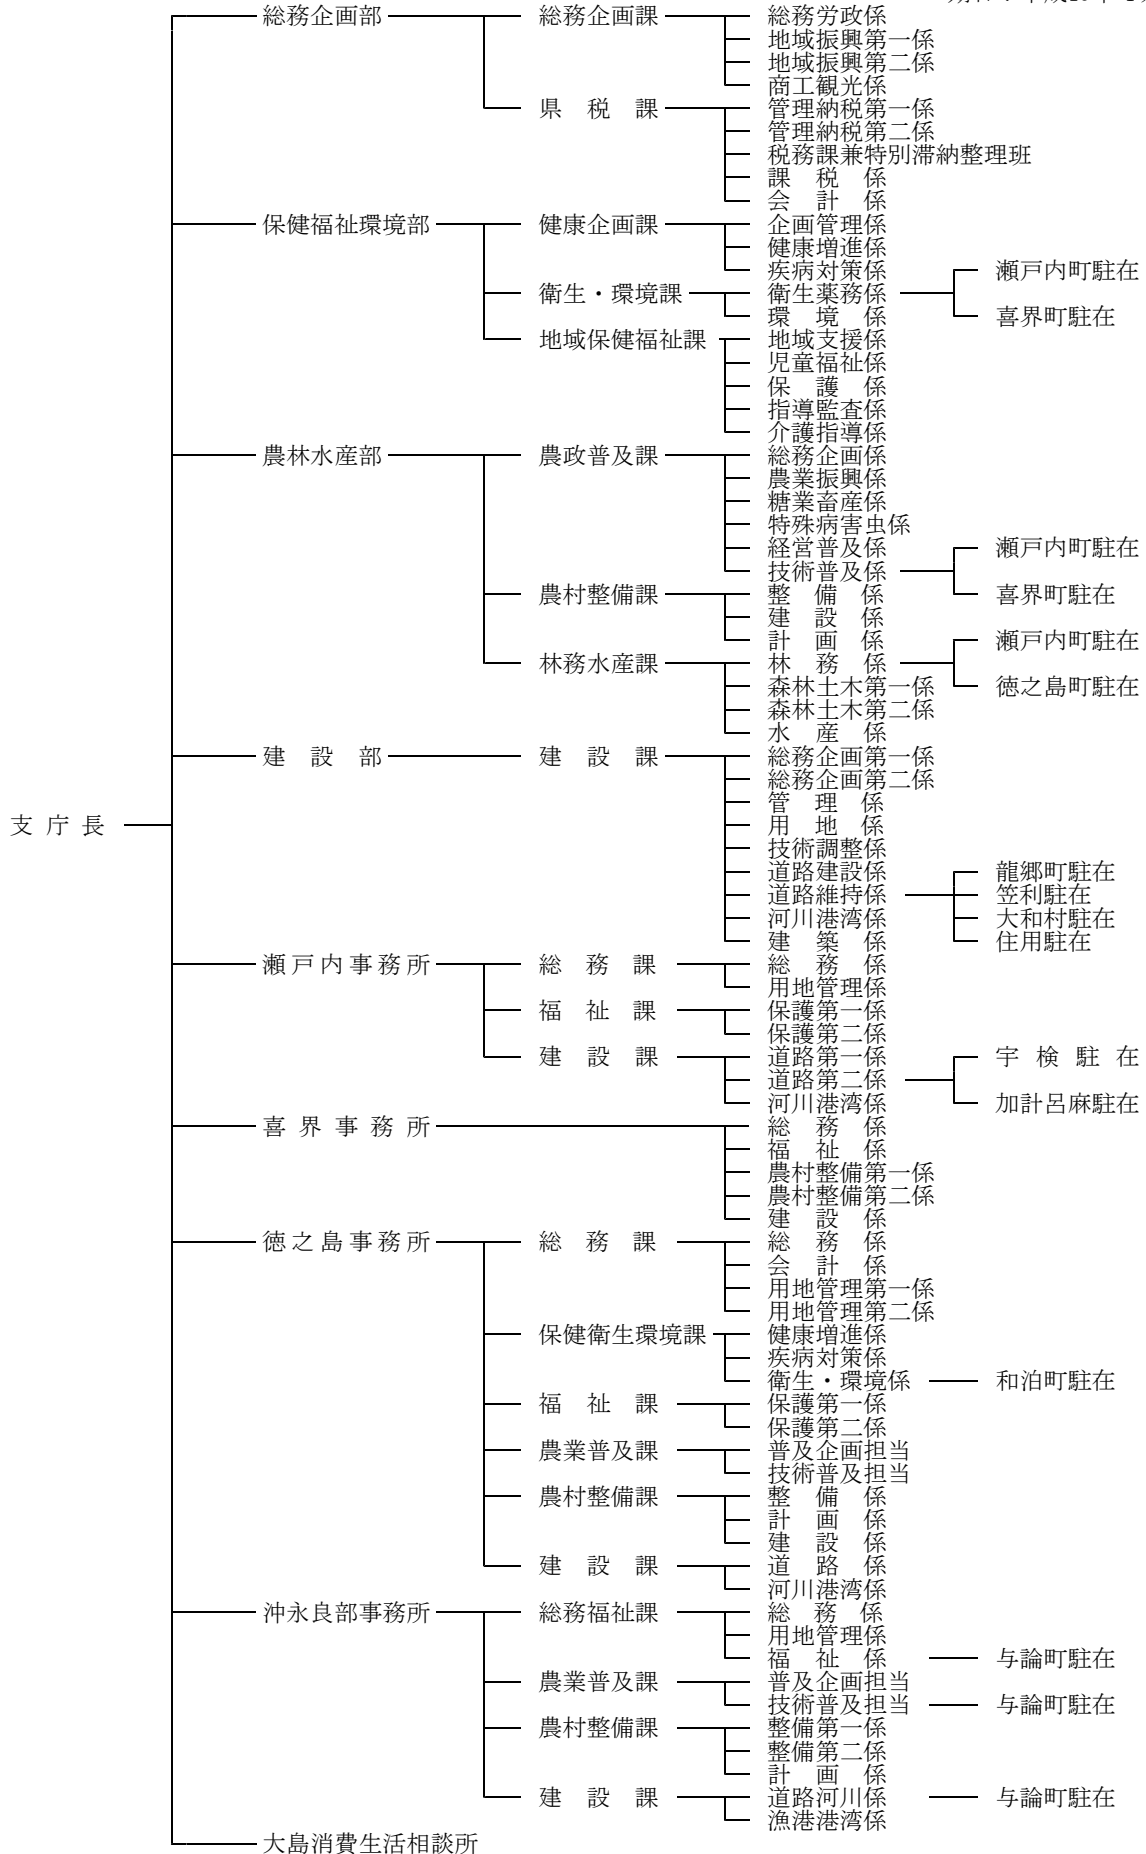 総務企画部 総務企画課 総務労政係
地域振興第一係
地域振興第二係
商工観光係
県税課 管理納税第一係
管理納税第二係
税務課兼特別滞納整理班
課税係
会計係
保健福祉環境部 健康企画課 企画管理係
健康増進係
疾病対策係 瀬戸内町駐在
衛生・環境課 衛生薬務係
環境係 喜界町駐在
地域保健福祉課 地域支援係
児童福祉係
保護係
指導監査係
介護指導係
農林水産部 農政普及課 総務企画係
農業振興係
糖業畜産係
特殊病害虫係
経営普及係 瀬戸内町駐在
技術普及係
農村整備課 整備係 喜界町駐在
建設係
計画係 瀬戸内町駐在
林務水産課 林務係
森林土木第一係 徳之島町駐在
森林土木第二係
水産係
建設部 建設課 総務企画第一係
総務企画第二係
管理係
支庁長 用地係
技術調整係
道路建設係 龍郷町駐在
道路維持係 笠利駐在
河川港湾係 大和村駐在
建築係 住用駐在
瀬戸内事務所 総務課 総務係
用地管理係
福祉課 保護第一係
保護第二係
建設課 道路第一係 宇検駐在
道路第二係
河川港湾係 加計呂麻駐在
喜界事務所 総務係
福祉係
農村整備第一係
農村整備第二係
建設係
徳之島事務所 総務課 総務係
会計係
用地管理第一係
用地管理第二係
保健衛生環境課 健康増進係
疾病対策係
衛生・環境係 和泊町駐在
福祉課 保護第一係
保護第二係
農業普及課 普及企画担当
技術普及担当
農村整備課 整備係
計画係
建設係
建設課 道路係
河川港湾係
沖永良部事務所 総務福祉課 総務係
用地管理係
福祉係 与論町駐在
農業普及課 普及企画担当
技術普及担当 与論町駐在
農村整備課 整備第一係
整備第二係
計画係
建設課 道路河川係 与論町駐在
漁港港湾係
大島消費生活相談所